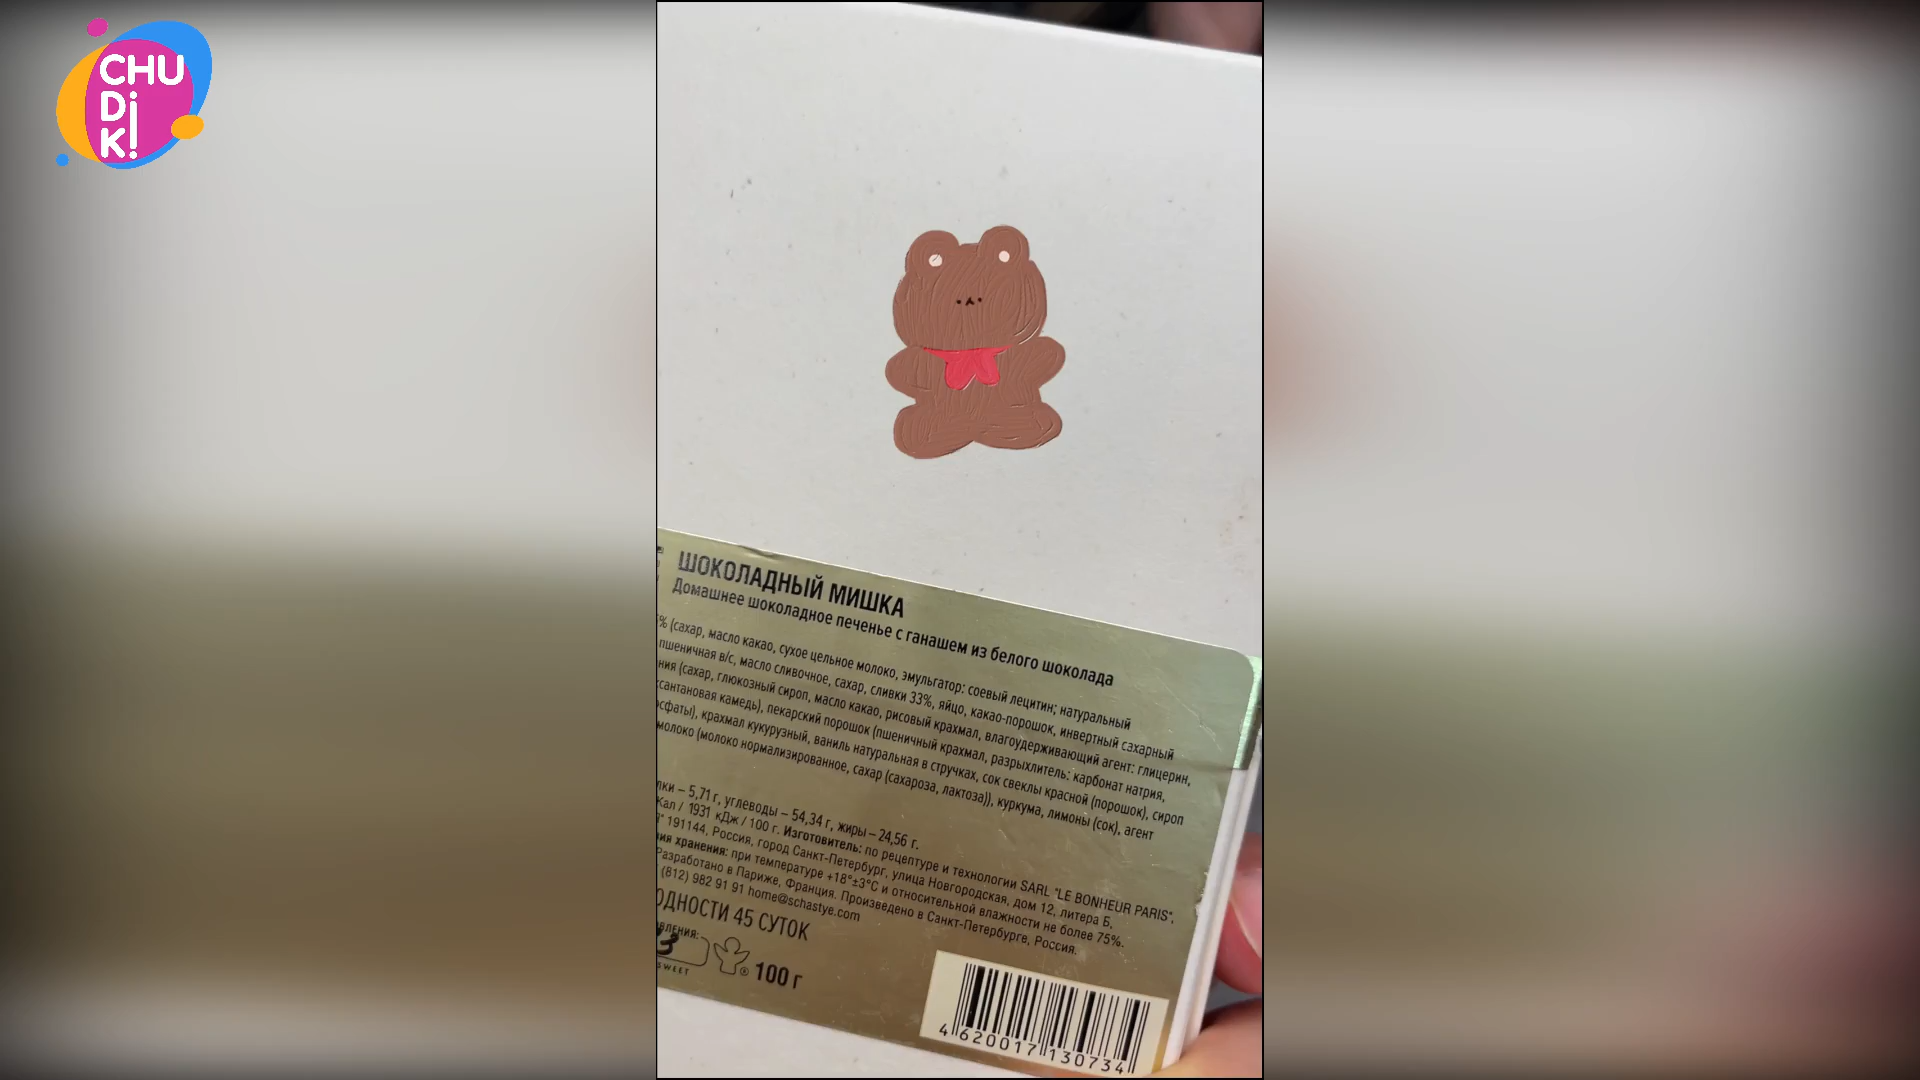 CHU
Di
K!
ШОКОЛАДНЫЙ МИШКА
Домашнее шоколадное печенье с ганашем из белого шоколада
% (сахар, масло какао, сухое цельное молоко, эмульгатор: соевый лецитин; натуральный
пшеничная в/с, масло сливочное, сахар, сливки 33%, яйцо, какао-порошок, инвертный сахарный
ния (сахар, глюкозный сироп, масло какао, рисовый крахмал, влагоудерживающий агент: глицерин,
сантановая камедь), пекарский порошок (пшеничный крахмал, разрыхлитель: карбонат натрия,
осфаты), крахмал кукурузный, ваниль натуральная в стручках, сок свеклы красной (порошок), сироп
молоко (молоко нормализированное, сахар (сахароза, лактоза)), куркума, лимоны (сок), агент
лки – 5,71 г, углеводы – 54,34 г, жиры – 24,56 г.
Кал / 1931 кДж / 100 г. Изготовитель: по рецептуре и технологии SARL "LE BONHEUR PARIS",
191144, Россия, город Санкт-Петербург, улица Новгородская, дом 12, литера Б,
ия хранения: при температуре +18°±3°С и относительной влажности не более 75%.
Разработано в Париже, Франция. Произведено в Санкт-Петербурге, Россия.
(812) 982 91 91 home@schastye.com
ОДНОСТИ 45 СУТОК
вления:
3
SWEET
® 100 г
4 620017 130734